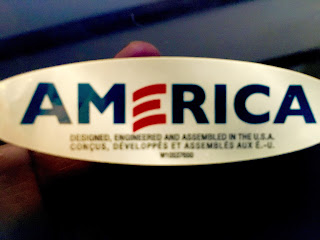 AMERICA
DESIGNED, ENGINEERED AND ASSEMBLED IN THE U.S.A.
CONÇUS, DÉVELOPPÉS ET ASSEMBLÉS AUX É.-U.